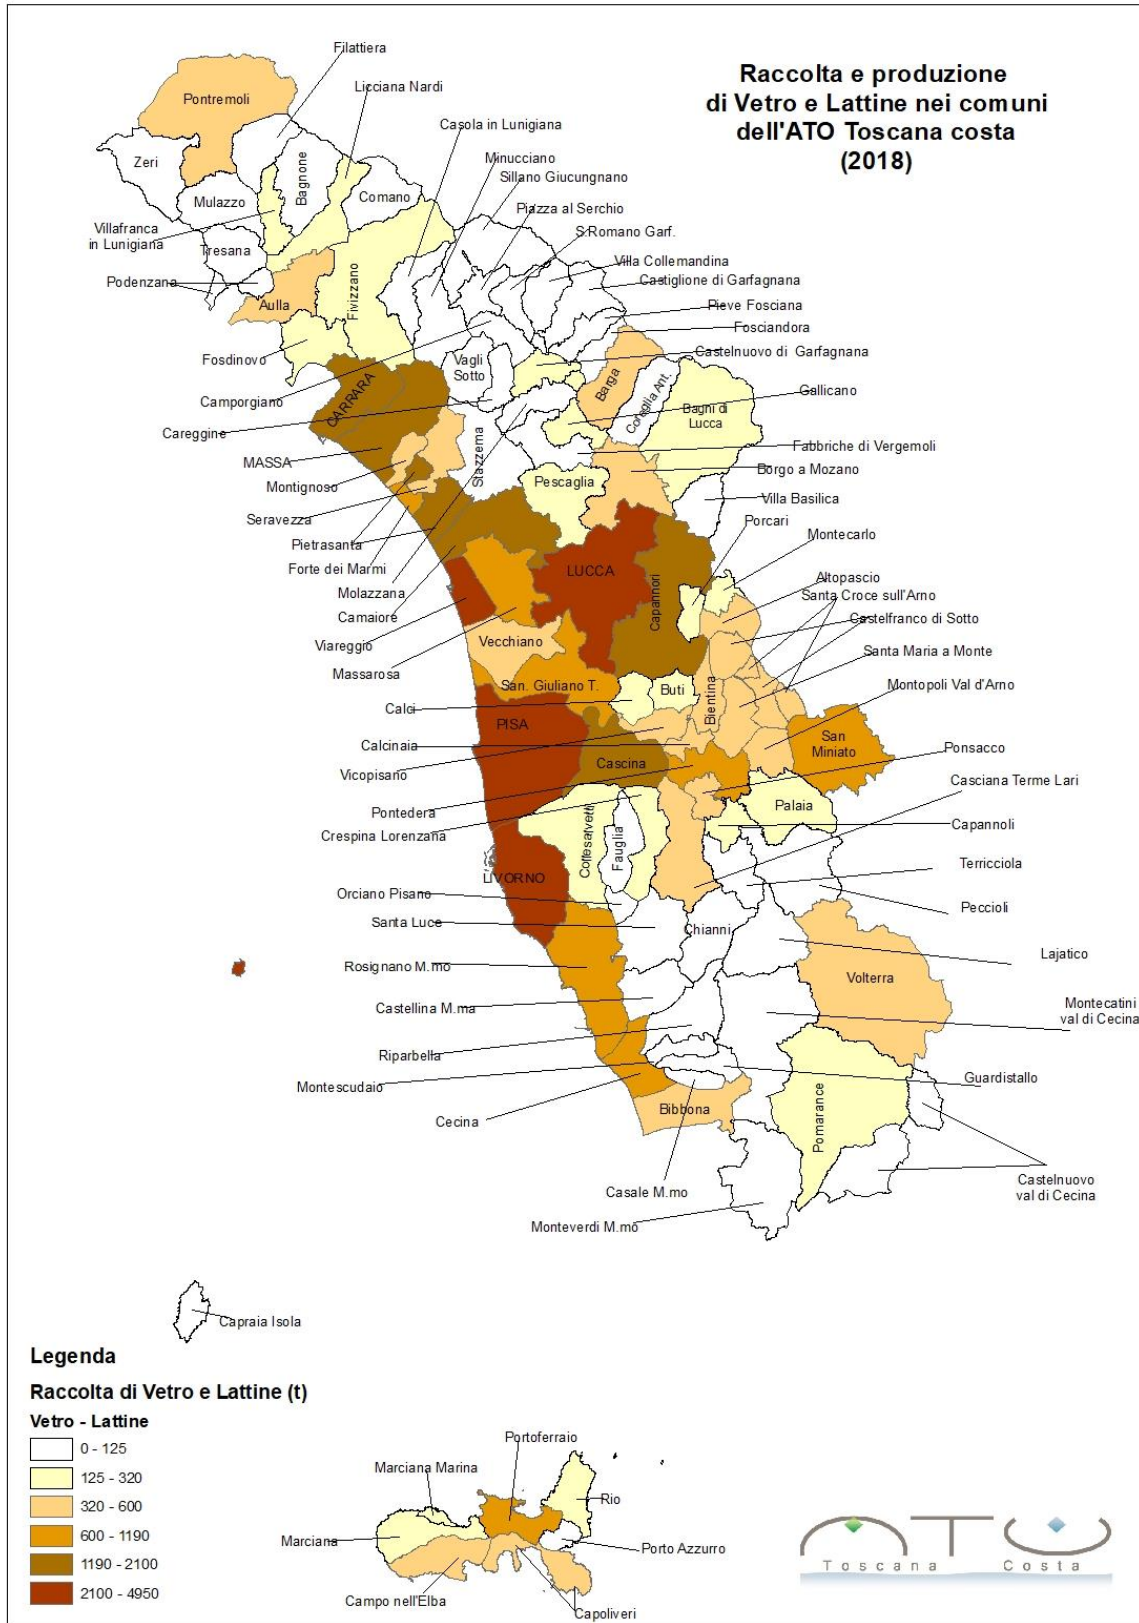 Raccolta e produzione
di Vetro e Lattine nei comuni
dell'ATO Toscana costa
(2018)
Filattiera
Licciana Nardi
Pontremoli
Casola in Lunigiana
Minucciano
Zeri
Bagnone
Sillano Giucungnano
Comano
Mulazzo
Piazza al Serchio
Villafranca
in Lunigiana
S.Romano Garf.
Tresana
Villa Collemandina
Castiglione di Garfagnana
Podenzana
Fivizzano
Aulla
Pieve Fosciana
Fosciandora
Fosdinovo
Vagli
Sotto
Castelnuovo di Garfagnana
Barga
Coreglia Ant.
Gallicano
CARRARA
Camporgiano
Bagni di
Lucca
Careggine
Stazzema
Fabbriche di Vergemoli
MASSA
Borgo a Mozano
Montignoso
Pescaglia
Villa Basilica
Seravezza
Porcari
Pietrasanta
Montecarlo
Forte dei Marmi
LUCCA
Altopascio
Molazzana
Capannori
Santa Croce sull'Arno
Camaiore
Castelfranco di Sotto
Viareggio
Vecchiano
Santa Maria a Monte
Massarosa
San. Giuliano T.
Buti
Bientina
Montopoli Val d'Arno
Calci
PISA
San
Miniato
Calcinaia
Ponsacco
Vicopisano
Cascina
Casciana Terme Lari
Pontedera
Palaia
Crespina Lorenzana
Collesalvetti
Fauglia
Capannoli
Terricciola
LIVORNO
Orciano Pisano
Peccioli
Santa Luce
Chianni
Lajatico
Rosignano M.mo
Volterra
Castellina M.ma
Montecatini
val di Cecina
Riparbella
Guardistallo
Montescudaio
Cecina
Bibbona
Pomarance
Casale M.mo
Castelnuovo
val di Cecina
Monteverdi M.mo
Capraia Isola
Legenda
Raccolta di Vetro e Lattine (t)
Vetro - Lattine
0 - 125
125 - 320
320 - 600
600 - 1190
1190 - 2100
2100 - 4950
Portoferraio
Marciana Marina
Rio
Marciana
Porto Azzurro
Campo nell'Elba
Capoliveri
ATO
Toscana Costa